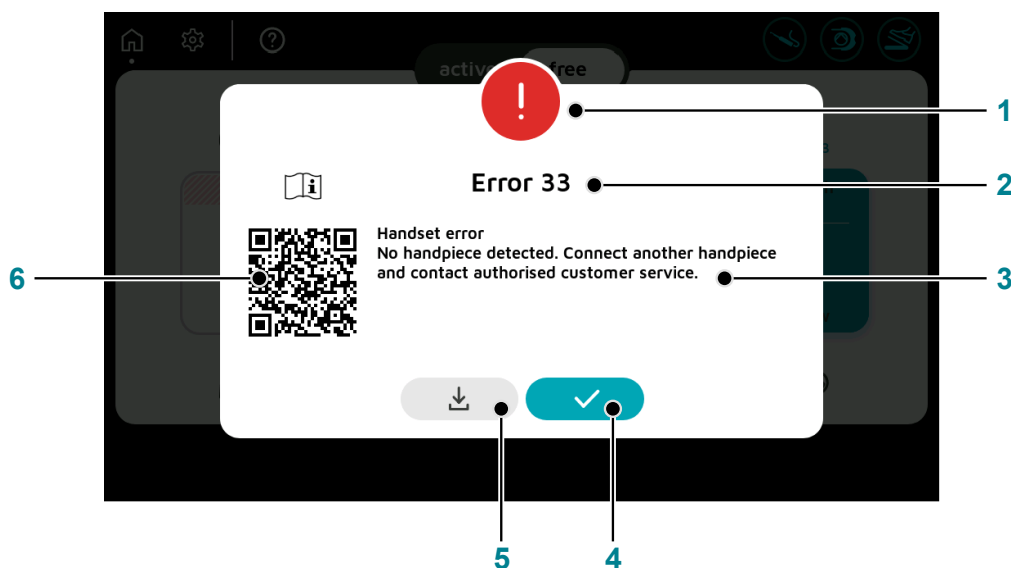 active free
1
Error 33
2
Handset error
No handpiece detected. Connect another handpiece
and contact authorised customer service.
3
6
5
4